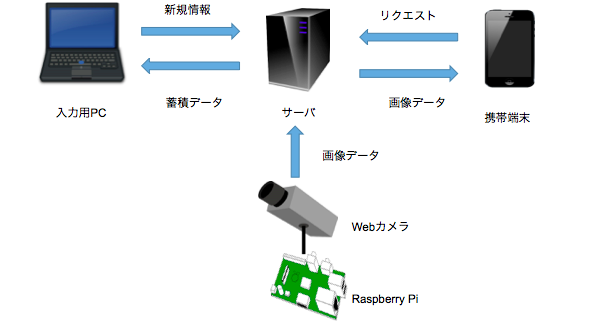 新規情報
リクエスト
蓄積データ
画像データ
入力用PC
サーバ
携帯端末
画像データ
Webカメラ
Raspberry Pi